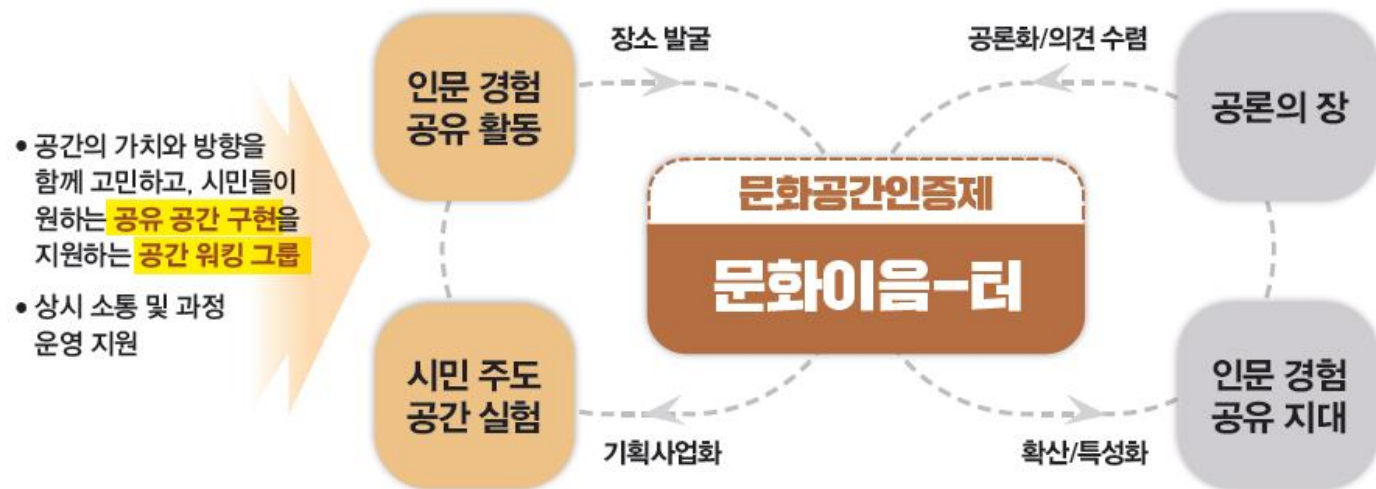 • 공간의 가치와 방향을
함께 고민하고, 시민들이
원하는 공유 공간 구현을
지원하는 공간 워킹 그룹
• 상시 소통 및 과정
운영 지원
인문 경험
공유 활동
장소 발굴
공론화/의견 수렴
공론의 장
문화공간인증제
문화이음-터
시민 주도
공간 실험
기획사업화
확산/특성화
인문 경험
공유 지대